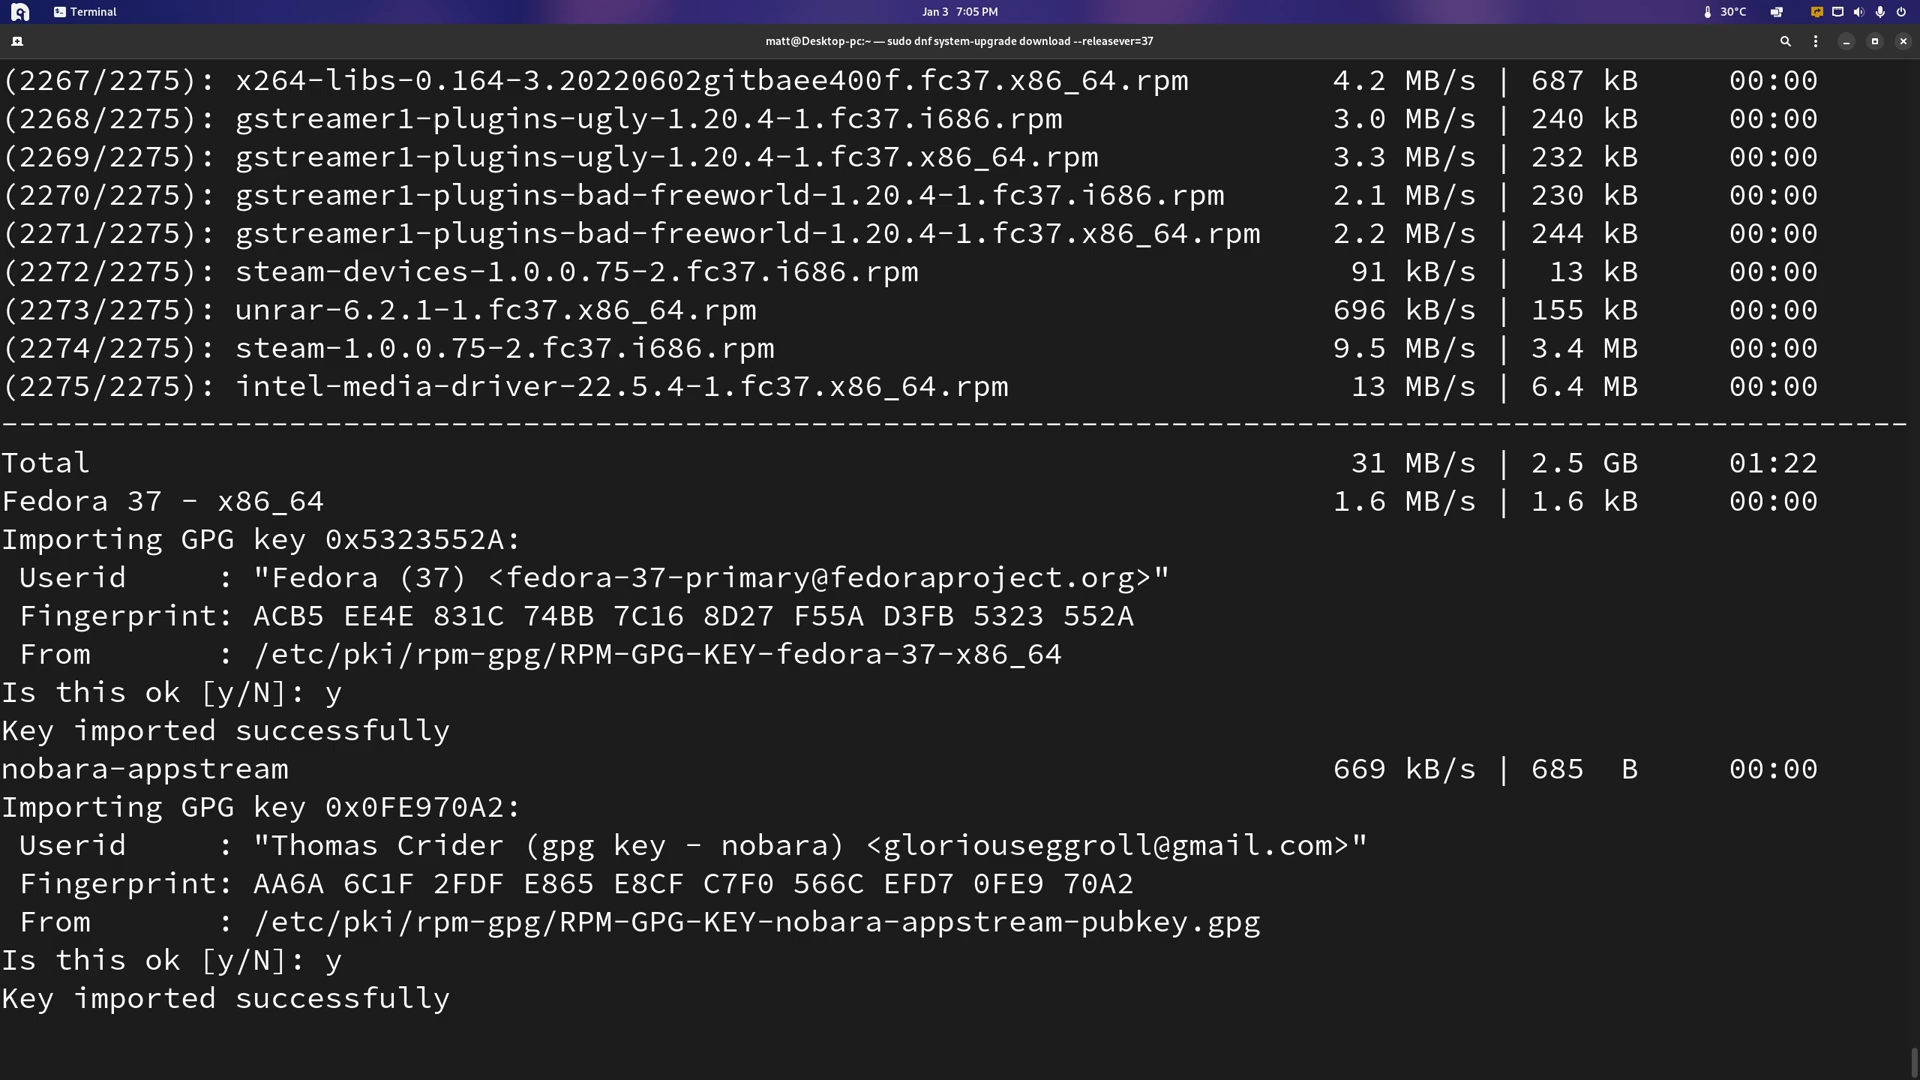 Terminal Jan 3 7:05 PM 30°C
matt@Desktop-pc:~ — sudo dnf system-upgrade download --releasever=37
(2267/2275): x264-libs-0.164-3.20220602gitbaee400f.fc37.x86_64.rpm 4.2 MB/s | 687 kB 00:00
(2268/2275): gstreamer1-plugins-ugly-1.20.4-1.fc37.i686.rpm 3.0 MB/s | 240 kB 00:00
(2269/2275): gstreamer1-plugins-ugly-1.20.4-1.fc37.x86_64.rpm 3.3 MB/s | 232 kB 00:00
(2270/2275): gstreamer1-plugins-bad-freeworld-1.20.4-1.fc37.i686.rpm 2.1 MB/s | 230 kB 00:00
(2271/2275): gstreamer1-plugins-bad-freeworld-1.20.4-1.fc37.x86_64.rpm 2.2 MB/s | 244 kB 00:00
(2272/2275): steam-devices-1.0.0.75-2.fc37.i686.rpm 91 kB/s | 13 kB 00:00
(2273/2275): unrar-6.2.1-1.fc37.x86_64.rpm 696 kB/s | 155 kB 00:00
(2274/2275): steam-1.0.0.75-2.fc37.i686.rpm 9.5 MB/s | 3.4 MB 00:00
(2275/2275): intel-media-driver-22.5.4-1.fc37.x86_64.rpm 13 MB/s | 6.4 MB 00:00
----------------------------------------------------------------------------------------------------------
Total 31 MB/s | 2.5 GB 01:22
Fedora 37 - x86_64 1.6 MB/s | 1.6 kB 00:00
Importing GPG key 0x5323552A:
Userid : "Fedora (37) <fedora-37-primary@fedoraproject.org>"
Fingerprint: ACB5 EE4E 831C 74BB 7C16 8D27 F55A D3FB 5323 552A
From : /etc/pki/rpm-gpg/RPM-GPG-KEY-fedora-37-x86_64
Is this ok [y/N]: y
Key imported successfully
nobara-appstream 669 kB/s | 685 B 00:00
Importing GPG key 0x0FE970A2:
Userid : "Thomas Crider (gpg key - nobara) <gloriouseggroll@gmail.com>"
Fingerprint: AA6A 6C1F 2FDF E865 E8CF C7F0 566C EFD7 0FE9 70A2
From : /etc/pki/rpm-gpg/RPM-GPG-KEY-nobara-appstream-pubkey.gpg
Is this ok [y/N]: y
Key imported successfully